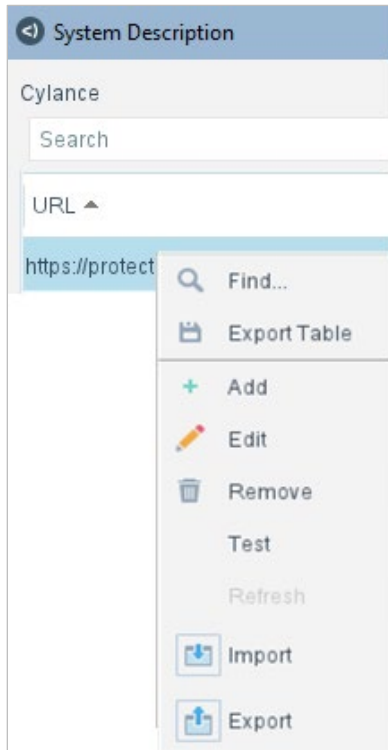 System Description
Cylance
Search
URL
https://protect
Find...
Export Table
Add
Edit
Remove
Test
Refresh
Import
Export